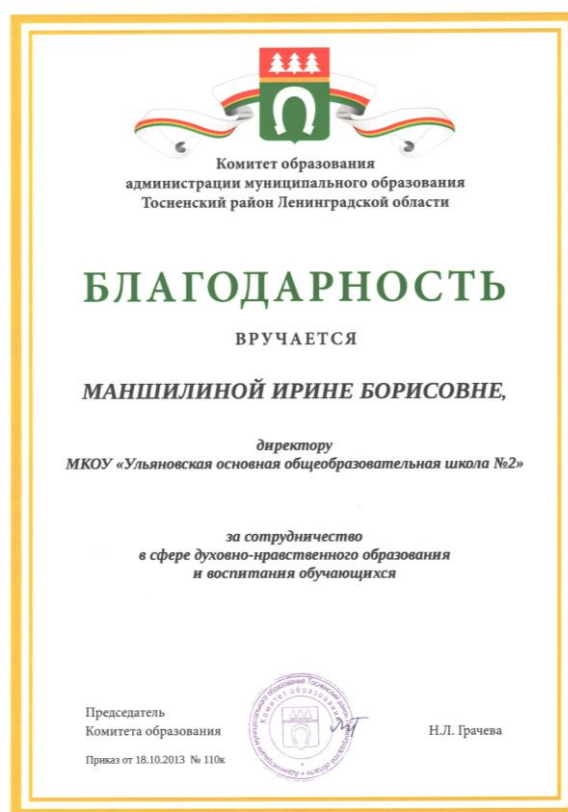 Комитет образования
администрации муниципального образования
Тосненский район Ленинградской области
БЛАГОДАРНОСТЬ
ВРУЧАЕТСЯ
МАНШИЛИНОЙ ИРИНЕ БОРИСОВНЕ,
директору
МКОУ «Ульяновская основная общеобразовательная школа №2»
за сотрудничество
в сфере духовно-нравственного образования
и воспитания обучающихся
Председатель
Комитета образования
Н.Л. Грачева
Приказ от 18.10.2013 № 110к
Комитет образования